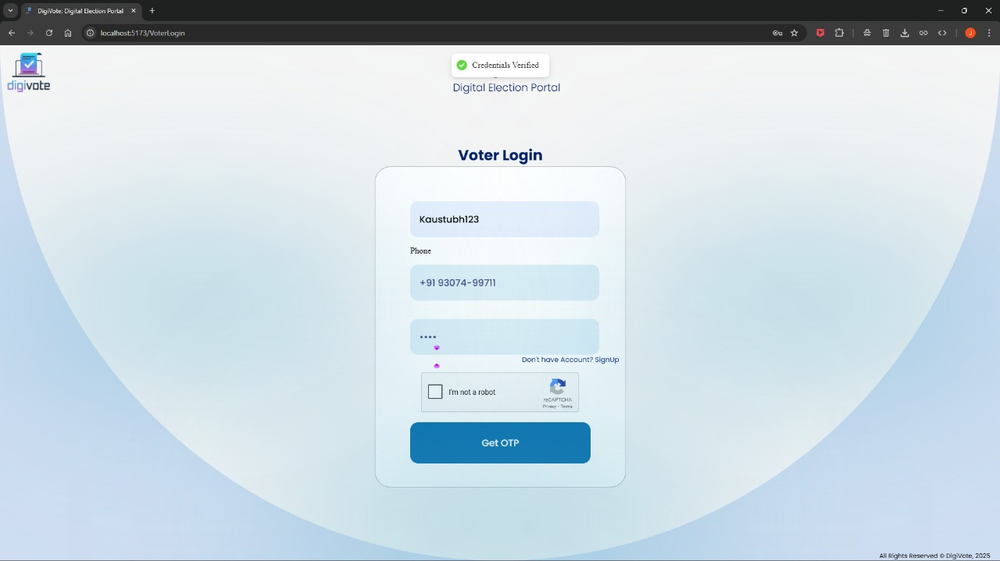 DigiVote: Digital Election Portal
localhost:5173/VoterLogin
J
digivote
Credentials Verified
Digital Election Portal
Voter Login
Kaustubh123
Phone
+91 93074-99711
••••
Don't have Account? SignUp
I'm not a robot
reCAPTCHA
Privacy - Terms
Get OTP
All Rights Reserved © DigiVote, 2025